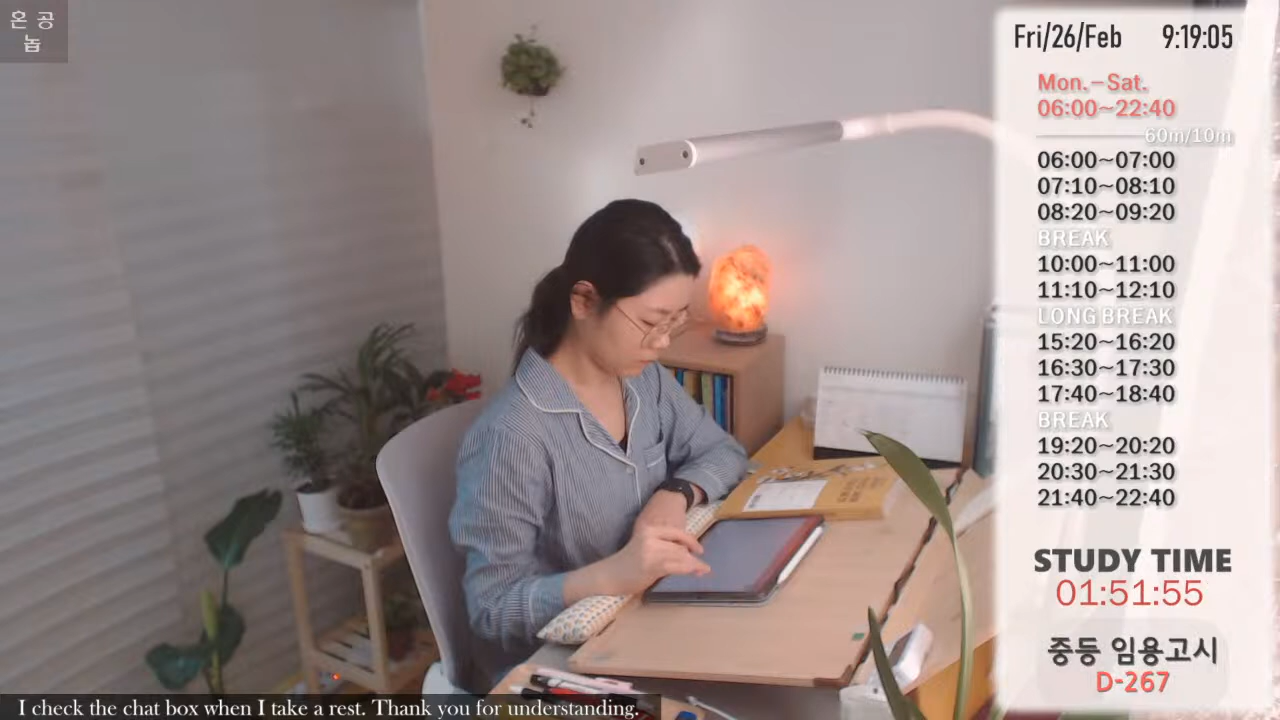 혼 공
놉
Fri/26/Feb 9:19:05
Mon.-Sat.
06:00~22:40
60m/10m
06:00~07:00
07:10~08:10
08:20~09:20
BREAK
10:00~11:00
11:10~12:10
LONG BREAK
15:20~16:20
16:30~17:30
17:40~18:40
BREAK
19:20~20:20
20:30~21:30
21:40~22:40
STUDY TIME
01:51:55
중등 임용고시
D-267
I check the chat box when I take a rest. Thank you for understanding.